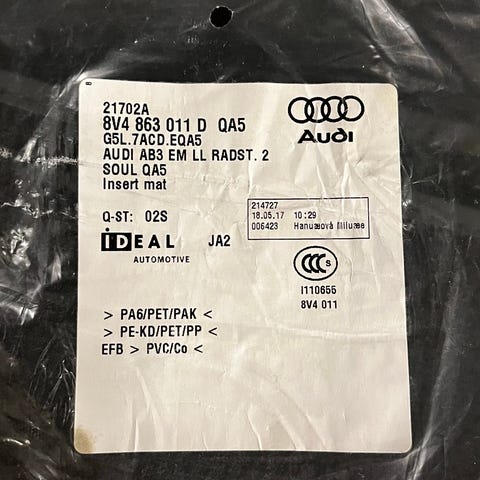 21702A
8V4 863 011 D QA5
G5L.7ACD.EQA5
AUDI AB3 EM LL RADST. 2
SOUL QA5
Insert mat
Audi
Q-ST: 02S
214727
18.05.17 10:29
006423
IDEAL JA2
AUTOMOTIVE
CCC S
I110655
8V4 011
> PA6/PET/PAK <
> PE-KD/PET/PP <
EFB > PVC/Co <